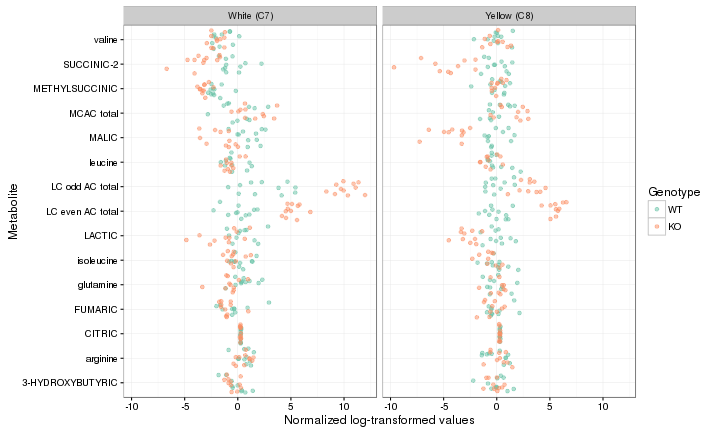 White (C7)
Yellow (C8)
valine
SUCCINIC-2
METHYLSUCCINIC
MCAC total
MALIC
leucine
LC odd AC total
LC even AC total
LACTIC
isoleucine
glutamine
FUMARIC
CITRIC
arginine
3-HYDROXYBUTYRIC
Metabolite
-10 -5 0 5 10
-10 -5 0 5 10
Normalized log-transformed values
Genotype
WT
KO